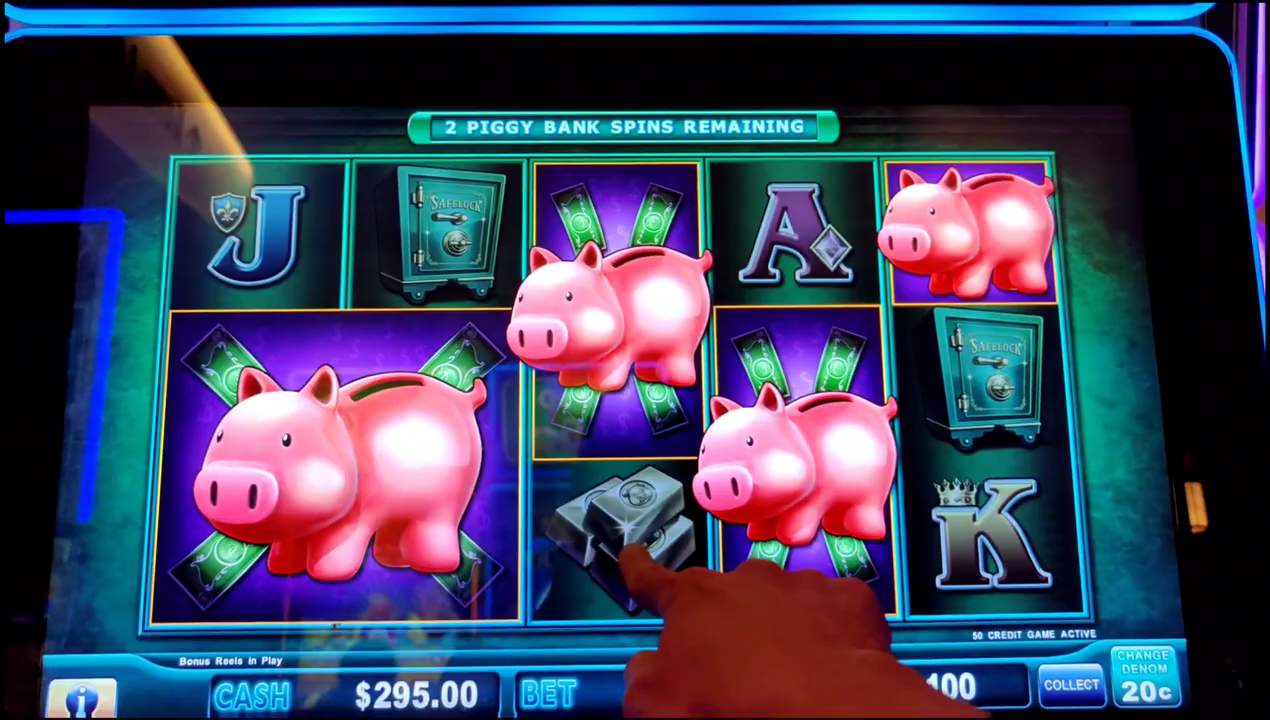 2 PIGGY BANK SPINS REMAINING
J
SAFELOCK
A
SAFELOCK
K
50 CREDIT GAME ACTIVE
Bonus Reels in Play
i
CASH
$295.00
BET
100
COLLECT
CHANGE
DENOM
20¢